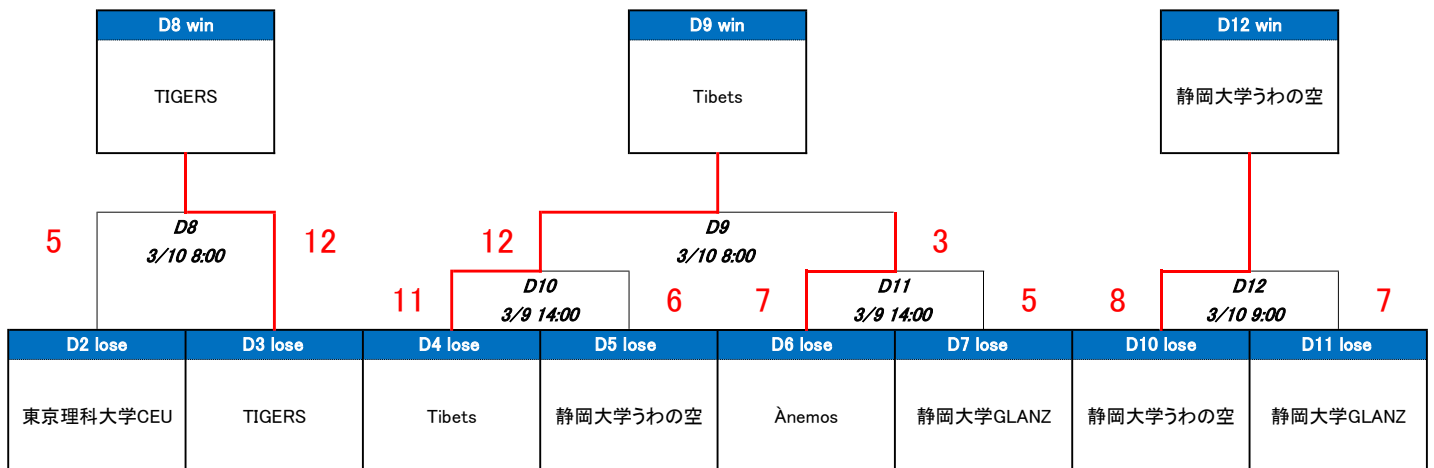 D8 win
D9 win
D12 win
TIGERS
Tibets
静岡大学うわの空
5
D8
3/10 8:00
12
12
D9
3/10 8:00
3
11
D10
3/9 14:00
6
7
D11
3/9 14:00
5
8
D12
3/10 9:00
7
D2 lose
D3 lose
D4 lose
D5 lose
D6 lose
D7 lose
D10 lose
D11 lose
東京理科大学CEU
TIGERS
Tibets
静岡大学うわの空
Ànemos
静岡大学GLANZ
静岡大学うわの空
静岡大学GLANZ